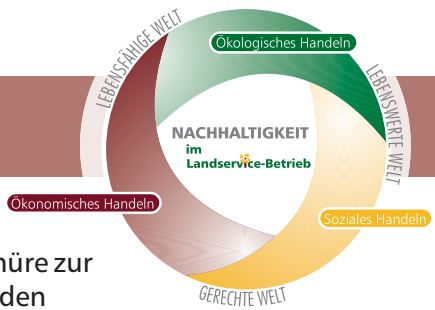 LEBENSFÄHIGE WELT
Ökologisches Handeln
LEBENSWERTE WELT
NACHHALTIGKEIT
im
Landservice-Betrieb
Ökonomisches Handeln
Soziales Handeln
GERECHTE WELT
hüre zur
den